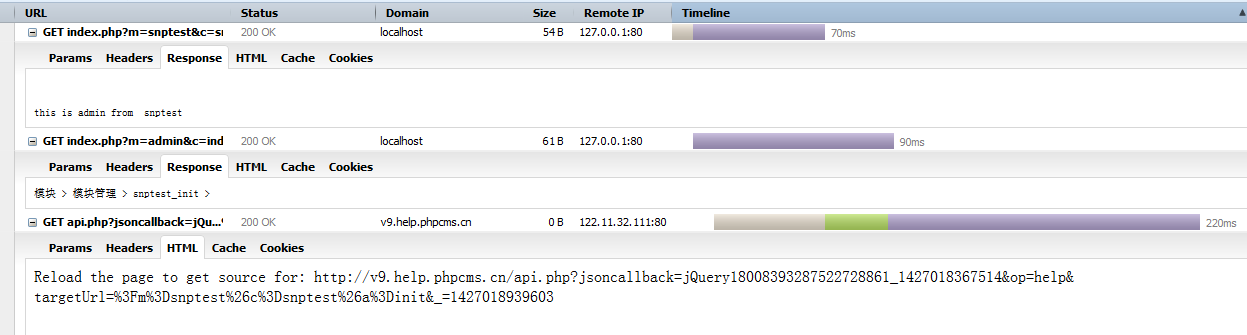 URL Status Domain Size Remote IP Timeline
GET index.php?m=snptest&c=sn 200 OK localhost 54 B 127.0.0.1:80 70ms
Params Headers Response HTML Cache Cookies
this is admin from snptest
GET index.php?m=admin&c=ind 200 OK localhost 61 B 127.0.0.1:80 90ms
Params Headers Response HTML Cache Cookies
模块 > 模块管理 > snptest_init >
GET api.php?jsoncallback=jQu... 200 OK v9.help.phpcms.cn 0 B 122.11.32.111:80 220ms
Params Headers HTML Cache Cookies
Reload the page to get source for: http://v9.help.phpcms.cn/api.php?jsoncallback=jQuery18008393287522728861_1427018367514&op=help&
targetUrl=%3Fm%3Dsnptest%26c%3Dsnptest%26a%3Dinit&_=1427018939603